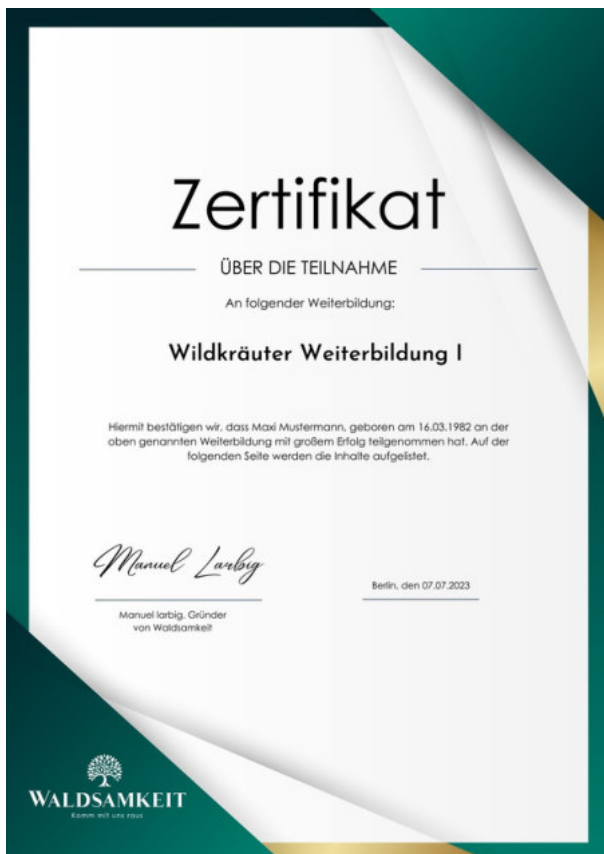 Zertifikat
ÜBER DIE TEILNAHME
An folgender Weiterbildung:
Wildkräuter Weiterbildung I
Hiermit bestätigen wir, dass Maxi Mustermann, geboren am 16.03.1982 an der
oben genannten Weiterbildung mit großem Erfolg teilgenommen hat. Auf der
folgenden Seite werden die Inhalte aufgelistet.
Manuel Larbig
Berlin, den 07.07.2023
Manuel larbig, Gründer
von Waldsamkeit
WALDSAMKEIT
Komm mit uns raus